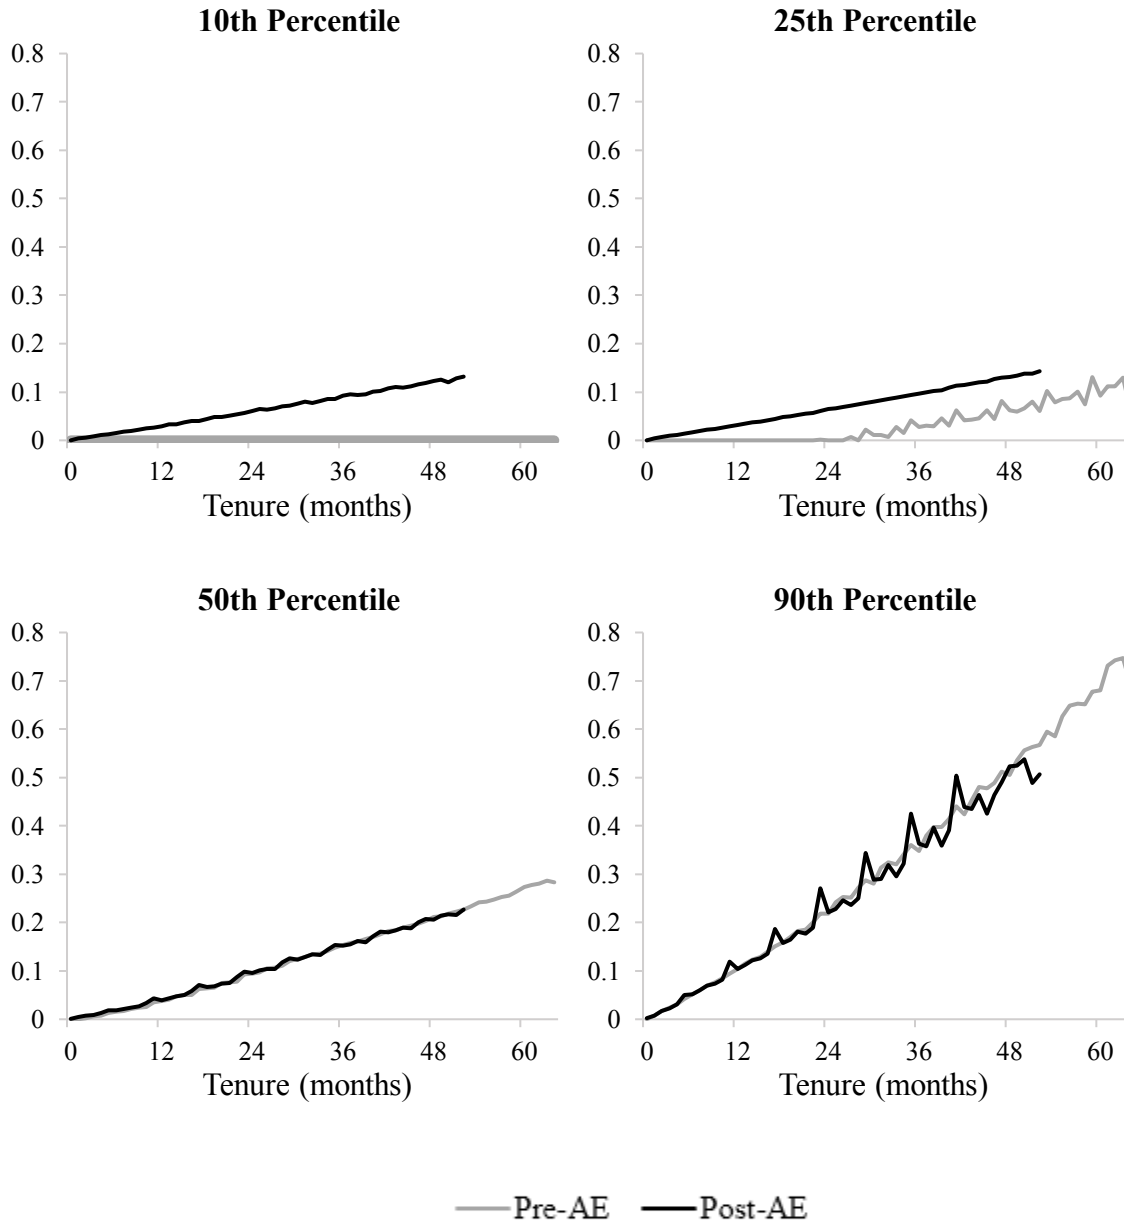 10th Percentile
0.8
0.7
0.6
0.5
0.4
0.3
0.2
0.1
0
0 12 24 36 48 60
Tenure (months)
25th Percentile
0.8
0.7
0.6
0.5
0.4
0.3
0.2
0.1
0
0 12 24 36 48 60
Tenure (months)
50th Percentile
0.8
0.7
0.6
0.5
0.4
0.3
0.2
0.1
0
0 12 24 36 48 60
Tenure (months)
90th Percentile
0.8
0.7
0.6
0.5
0.4
0.3
0.2
0.1
0
0 12 24 36 48 60
Tenure (months)
Pre-AE Post-AE